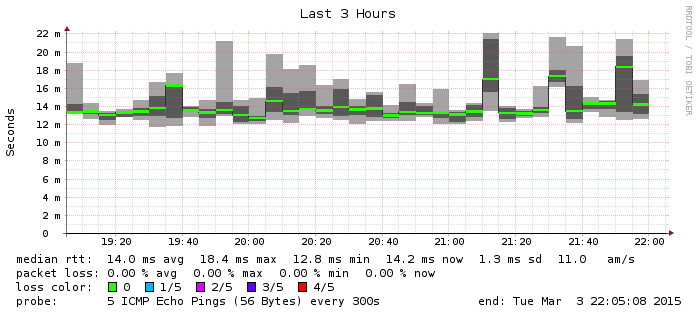 Last 3 Hours
RRDTOOL / TOBI OETIKER
Seconds
22 m
20 m
18 m
16 m
14 m
12 m
10 m
8 m
6 m
4 m
2 m
0
19:20 19:40 20:00 20:20 20:40 21:00 21:20 21:40 22:00
median rtt: 14.0 ms avg 18.4 ms max 12.8 ms min 14.2 ms now 1.3 ms sd 11.0 am/s
packet loss: 0.00 % avg 0.00 % max 0.00 % min 0.00 % now
loss color: 0 1/5 2/5 3/5 4/5
probe: 5 ICMP Echo Pings (56 Bytes) every 300s end: Tue Mar 3 22:05:08 2015